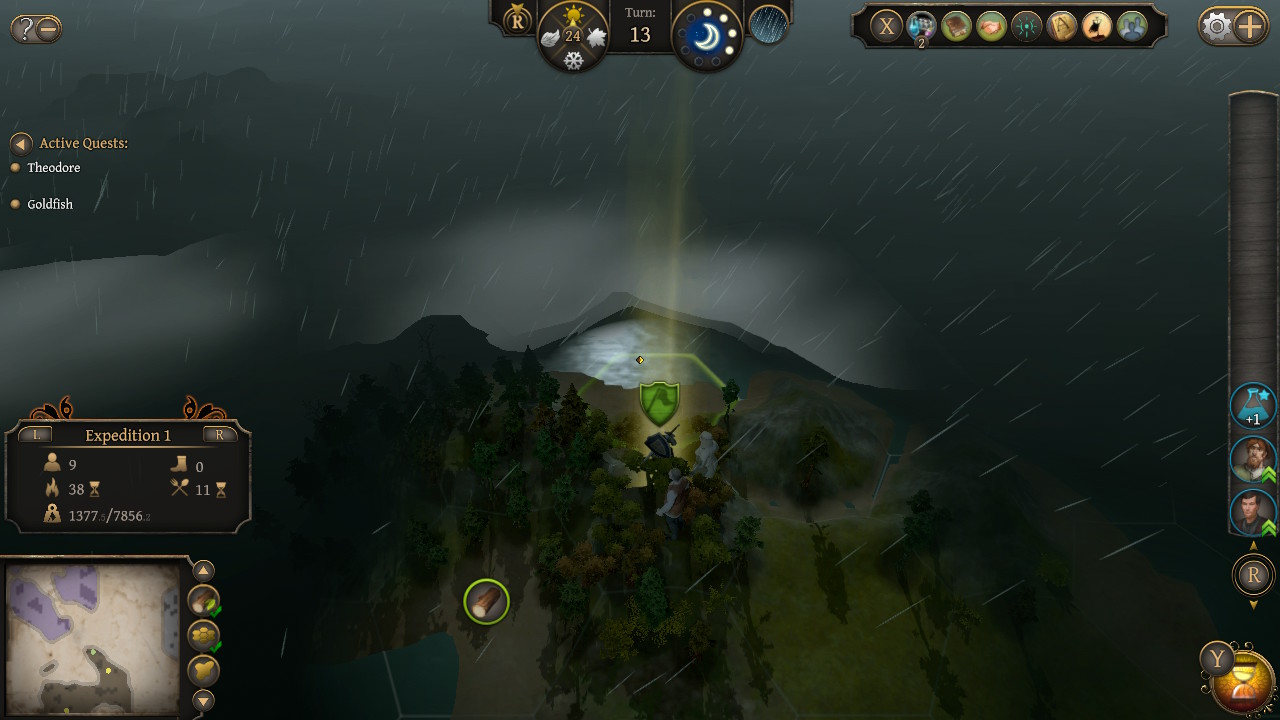 R
24
Turn:
13
X
2
Active Quests:
Theodore
Goldfish
L
Expedition 1
R
9
0
38
11
1377.5/7856.2
+1
R
Y